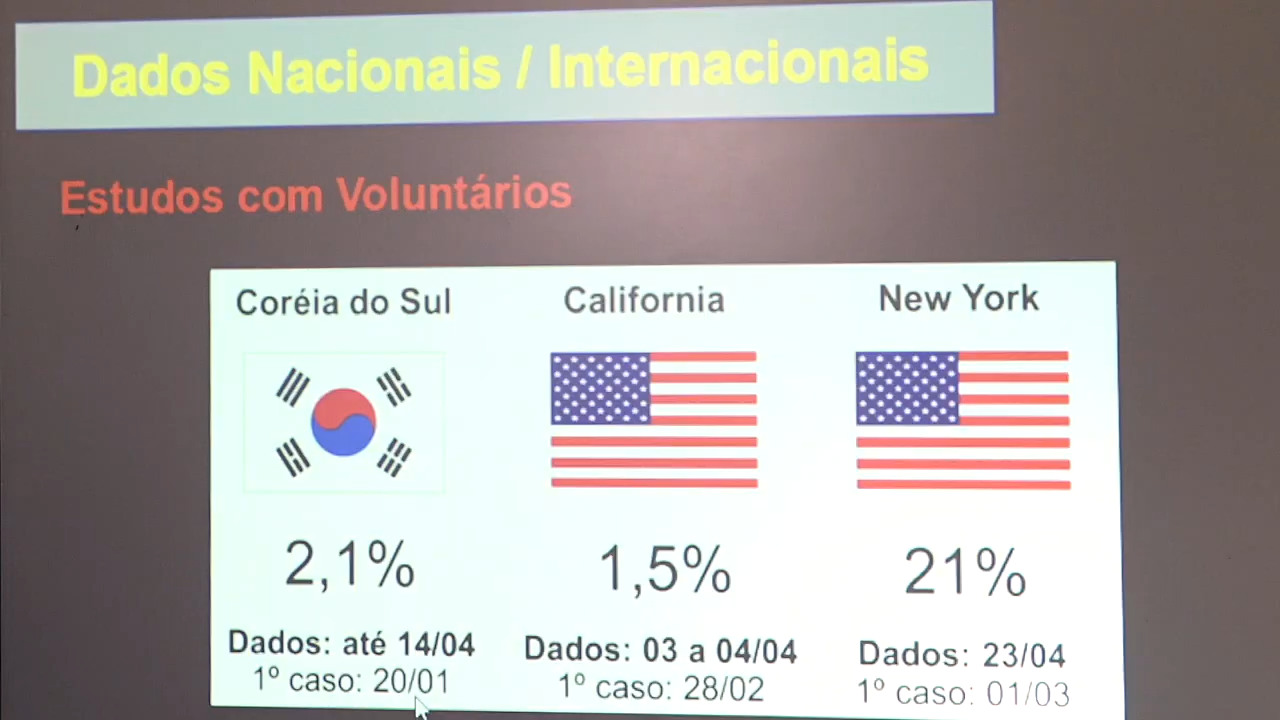 Dados Nacionais / Internacionais
Estudos com Voluntários
Coréia do Sul
California
New York
2,1%
1,5%
21%
Dados: até 14/04
1º caso: 20/01
Dados: 03 a 04/04
1º caso: 28/02
Dados: 23/04
1º caso: 01/03